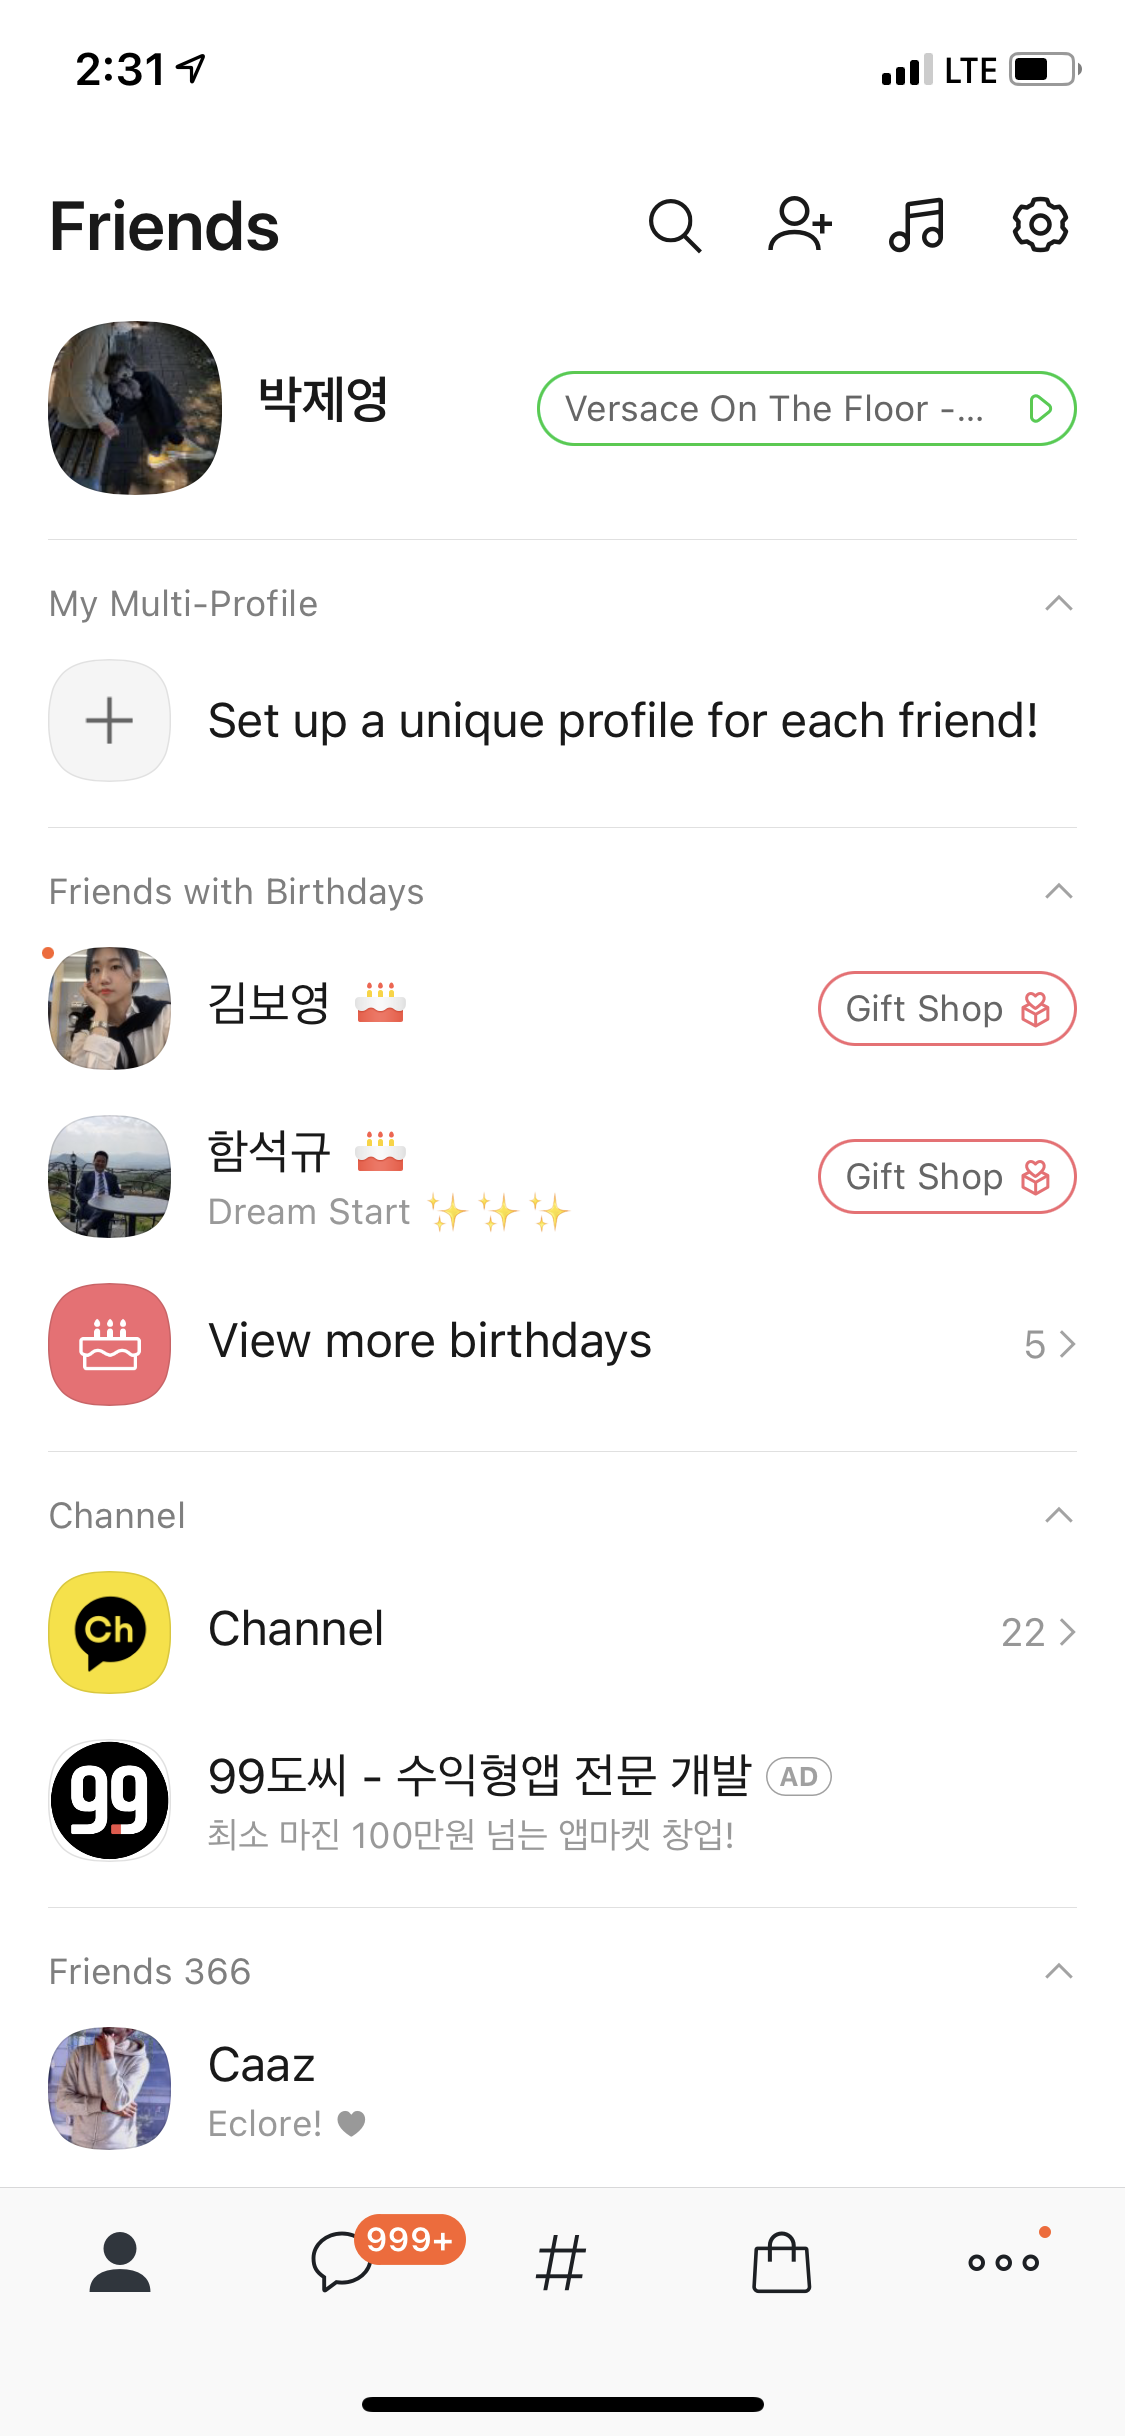 2:31
LTE
Friends
박제영
Versace On The Floor -...
My Multi-Profile
Set up a unique profile for each friend!
Friends with Birthdays
김보영 🎂
Gift Shop
함석규 🎂
Dream Start ✨✨✨
Gift Shop
View more birthdays
5
Channel
Ch
Channel
22
99
99도씨 - 수익형앱 전문 개발 AD
최소 마진 100만원 넘는 앱마켓 창업!
Friends 366
Caaz
Eclore! ♥
999+